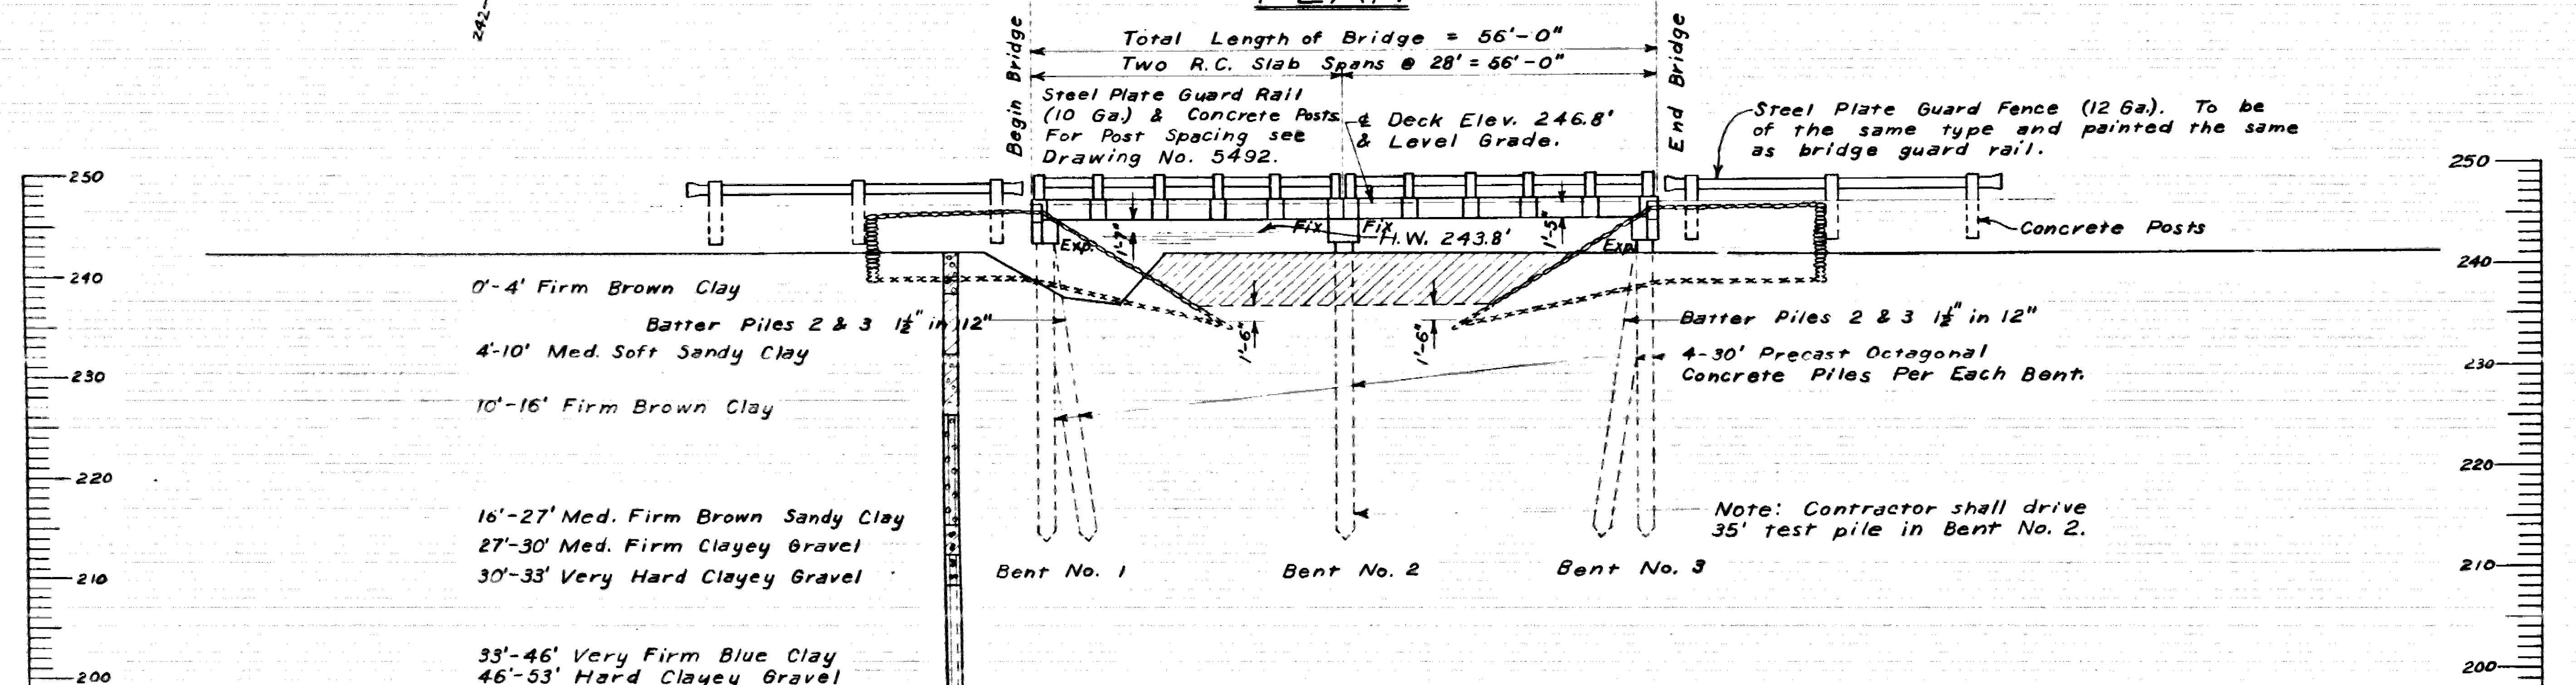 242-
Begin Bridge
Total Length of Bridge = 56'-0"
Two R.C. Slab Spans @ 28' = 56'-0"
End Bridge
Steel Plate Guard Rail
(10 Ga.) & Concrete Posts
For Post Spacing see
Drawing No. 5492.
℄ Deck Elev. 246.8'
& Level Grade.
Steel Plate Guard Fence (12 Ga.). To be
of the same type and painted the same
as bridge guard rail.
250
250
Concrete Posts
1'-7"
Fix
Fix
H.W. 243.8'
1'-5"
Exp.
Exp.
240
240
0'-4' Firm Brown Clay
Batter Piles 2 & 3 1½" in 12"
1'-6"
1'-6"
Batter Piles 2 & 3 1½" in 12"
4'-10' Med. Soft Sandy Clay
4-30' Precast Octagonal
Concrete Piles Per Each Bent.
230
230
10'-16' Firm Brown Clay
220
220
16'-27' Med. Firm Brown Sandy Clay
27'-30' Med. Firm Clayey Gravel
30'-33' Very Hard Clayey Gravel
Note: Contractor shall drive
35' test pile in Bent No. 2.
Bent No. 1
Bent No. 2
Bent No. 3
210
210
33'-46' Very Firm Blue Clay
46'-53' Hard Clayey Gravel
200
200